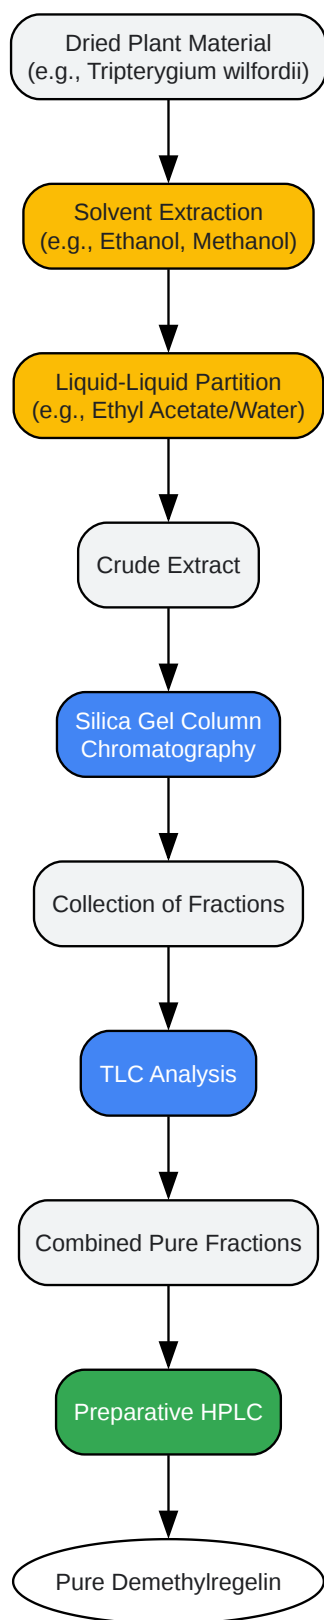 Dried Plant Material
(e.g., Tripterygium wilfordii)
Solvent Extraction
(e.g., Ethanol, Methanol)
Liquid-Liquid Partition
(e.g., Ethyl Acetate/Water)
Crude Extract
Silica Gel Column
Chromatography
Collection of Fractions
TLC Analysis
Combined Pure Fractions
Preparative HPLC
Pure Demethylregelin